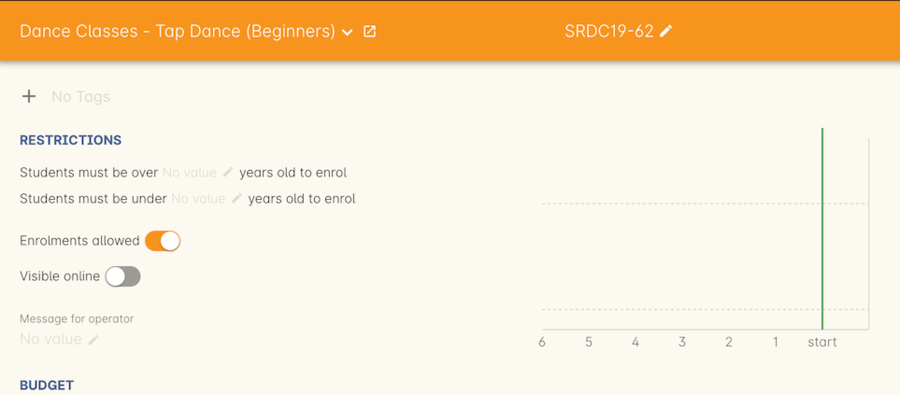 Dance Classes - Tap Dance (Beginners) SRDC19-62
No Tags
RESTRICTIONS
Students must be over No value years old to enrol
Students must be under No value years old to enrol
Enrolments allowed
Visible online
Message for operator
No value
6 5 4 3 2 1 start
BUDGET